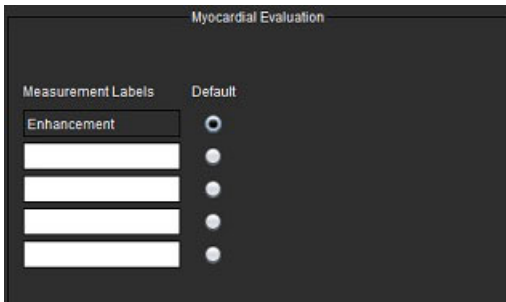 Myocardial Evaluation
Measurement Labels Default
Enhancement